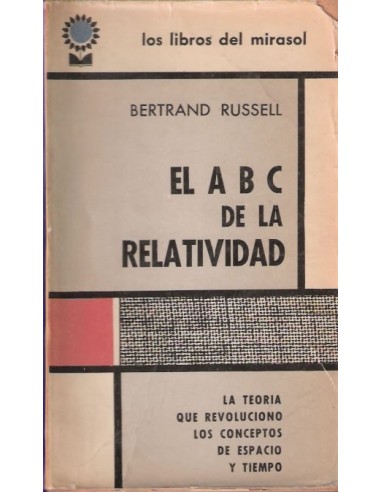 los libros del mirasol
BERTRAND RUSSELL
EL A B C
DE LA
RELATIVIDAD
LA TEORIA
QUE REVOLUCIONO
LOS CONCEPTOS
DE ESPACIO
Y TIEMPO